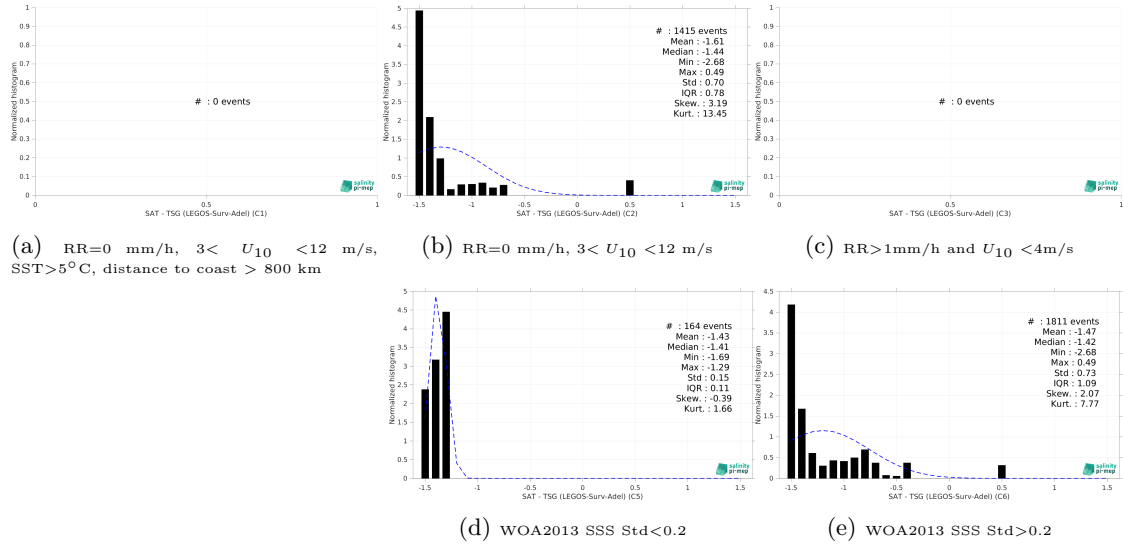 1
0.9
0.8
0.7
0.6
0.5
0.4
0.3
0.2
0.1
0
Normalized histogram
# : 0 events
salinity
pi-mep
0 0.5 1
SAT - TSG (LEGOS-Surv-Adel) (C1)
(a) RR=0 mm/h, 3< U10 <12 m/s,
SST>5°C, distance to coast > 800 km
5
4.5
4
3.5
3
2.5
2
1.5
1
0.5
0
Normalized histogram
# : 1415 events
Mean : -1.61
Median : -1.44
Min : -2.68
Max : 0.49
Std : 0.70
IQR : 0.78
Skew. : 3.19
Kurt. : 13.45
salinity
pi-mep
-1.5 -1 -0.5 0 0.5 1 1.5
SAT - TSG (LEGOS-Surv-Adel) (C2)
(b) RR=0 mm/h, 3< U10 <12 m/s
1
0.9
0.8
0.7
0.6
0.5
0.4
0.3
0.2
0.1
0
Normalized histogram
# : 0 events
salinity
pi-mep
0 0.5 1
SAT - TSG (LEGOS-Surv-Adel) (C3)
(c) RR>1mm/h and U10 <4m/s
5
4.5
4
3.5
3
2.5
2
1.5
1
0.5
0
Normalized histogram
# : 164 events
Mean : -1.43
Median : -1.41
Min : -1.69
Max : -1.29
Std : 0.15
IQR : 0.11
Skew. : -0.39
Kurt. : 1.66
salinity
pi-mep
-1.5 -1 -0.5 0 0.5 1 1.5
SAT - TSG (LEGOS-Surv-Adel) (C5)
(d) WOA2013 SSS Std<0.2
4.5
4
3.5
3
2.5
2
1.5
1
0.5
0
Normalized histogram
# : 1811 events
Mean : -1.47
Median : -1.42
Min : -2.68
Max : 0.49
Std : 0.73
IQR : 1.09
Skew. : 2.07
Kurt. : 7.77
salinity
pi-mep
-1.5 -1 -0.5 0 0.5 1 1.5
SAT - TSG (LEGOS-Surv-Adel) (C6)
(e) WOA2013 SSS Std>0.2